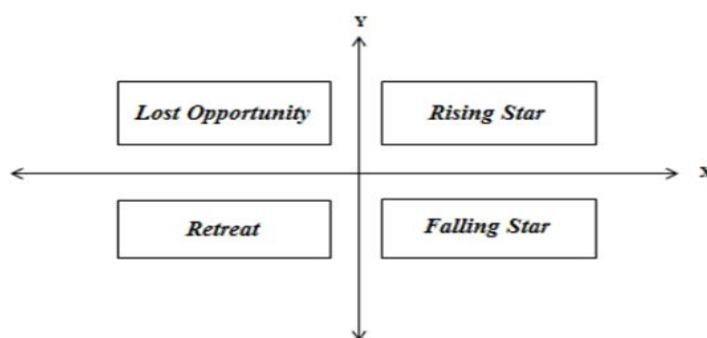 Y
Lost Opportunity
Rising Star
X
Retreat
Falling Star